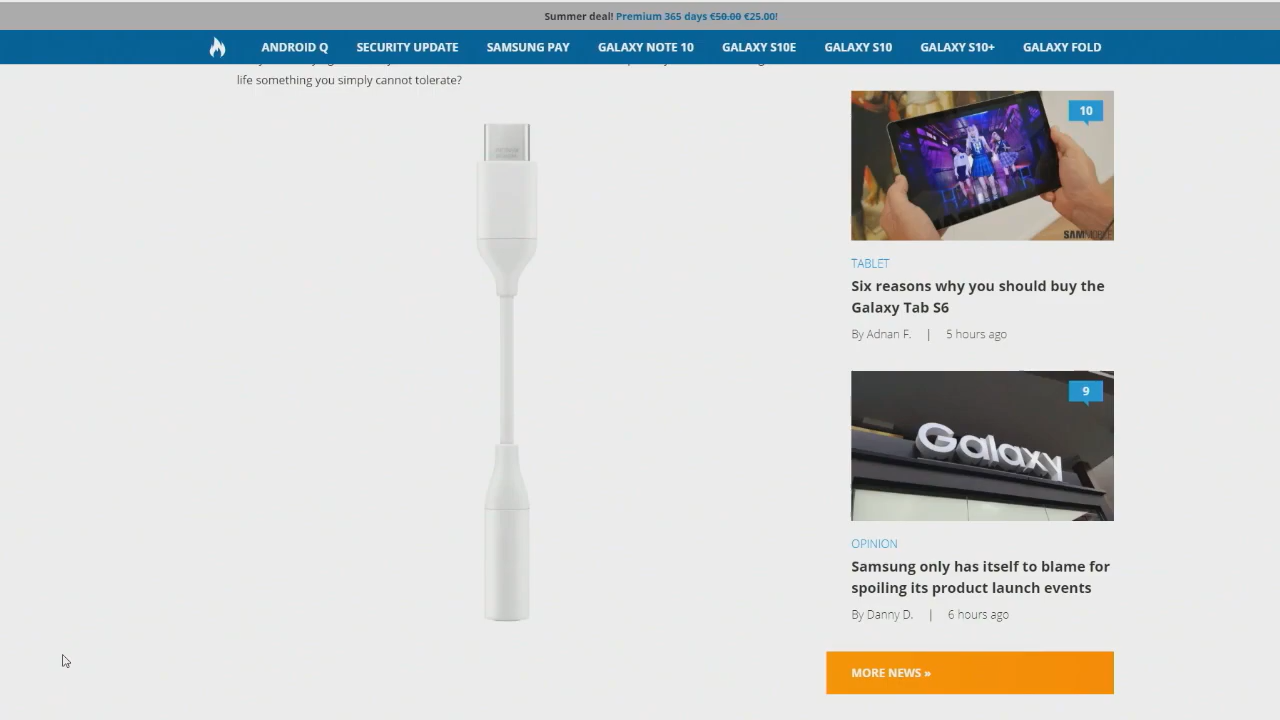 Summer deal! Premium 365 days €50.00 €25.00!
ANDROID Q SECURITY UPDATE SAMSUNG PAY GALAXY NOTE 10 GALAXY S10E GALAXY S10 GALAXY S10+ GALAXY FOLD
life something you simply cannot tolerate?
10
SAMMOBILE
TABLET
Six reasons why you should buy the
Galaxy Tab S6
By Adnan F. | 5 hours ago
9
Galaxy
OPINION
Samsung only has itself to blame for
spoiling its product launch events
By Danny D. | 6 hours ago
MORE NEWS »